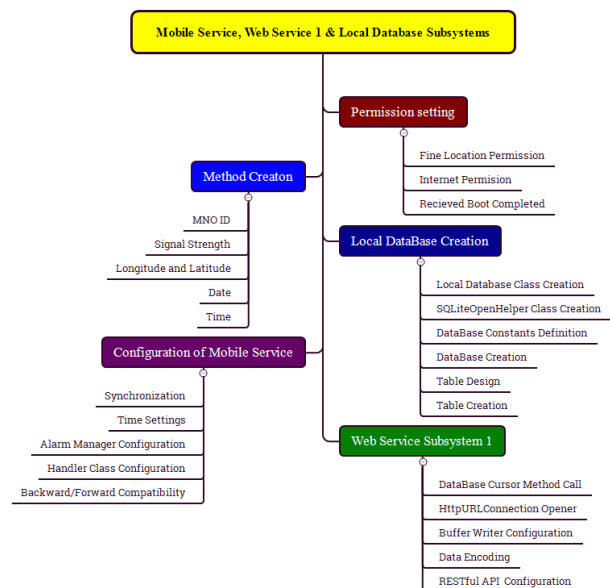 Mobile Service, Web Service 1 & Local Database Subsystems
Permission setting
Fine Location Permission
Internet Permision
Recieved Boot Completed
Method Creaton
MNO ID
Signal Strength
Longitude and Latitude
Date
Time
Local DataBase Creation
Local Database Class Creation
SQLiteOpenHelper Class Creation
DataBase Constants Definition
DataBase Creation
Table Design
Table Creation
Configuration of Mobile Service
Synchronization
Time Settings
Alarm Manager Configuration
Handler Class Configuration
Backward/Forward Compatibility
Web Service Subsystem 1
DataBase Cursor Method Call
HttpURLConnection Opener
Buffer Writer Configuration
Data Encoding
RESTful API Configuration